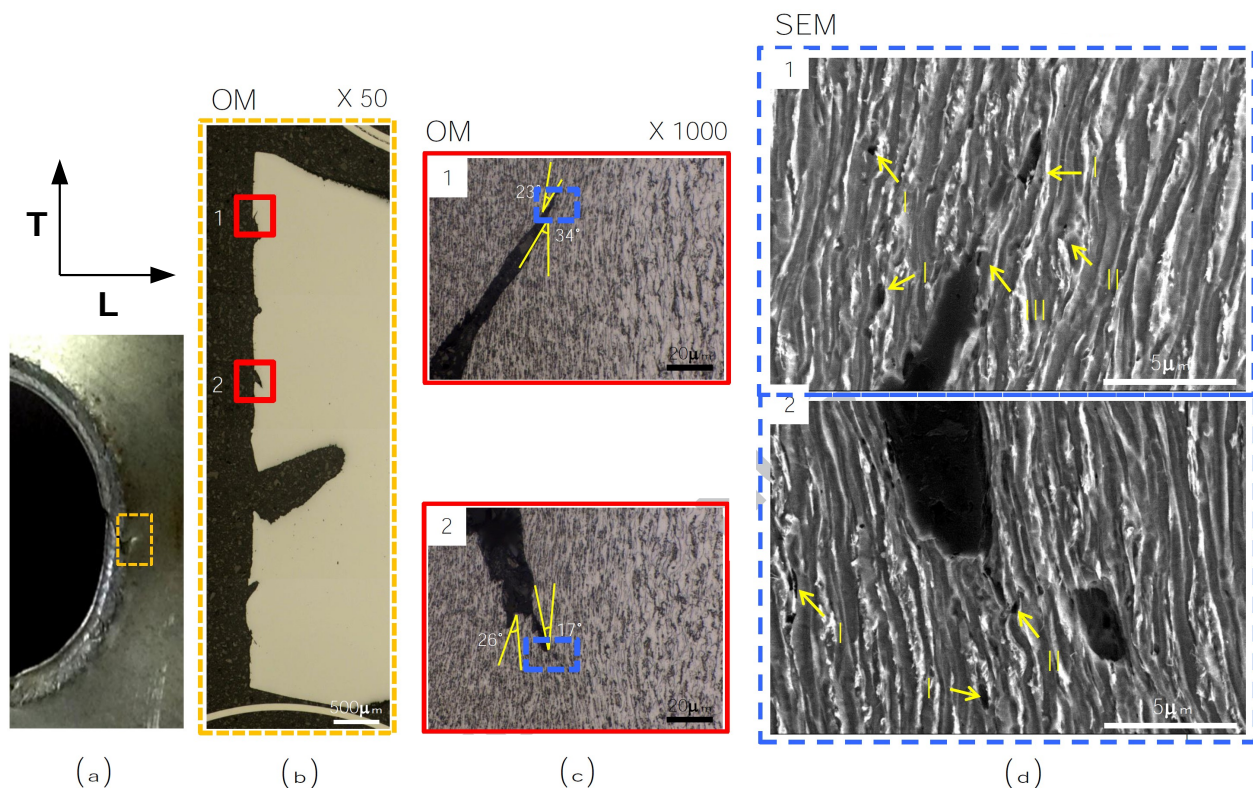 SEM
OM X 50
OM X 1000
T
L
1
2
500μm
1
23°
34°
20μm
2
26°
17°
20μm
1
I
I
I
II
III
5μm
2
I
II
I
5μm
(a)
(b)
(c)
(d)